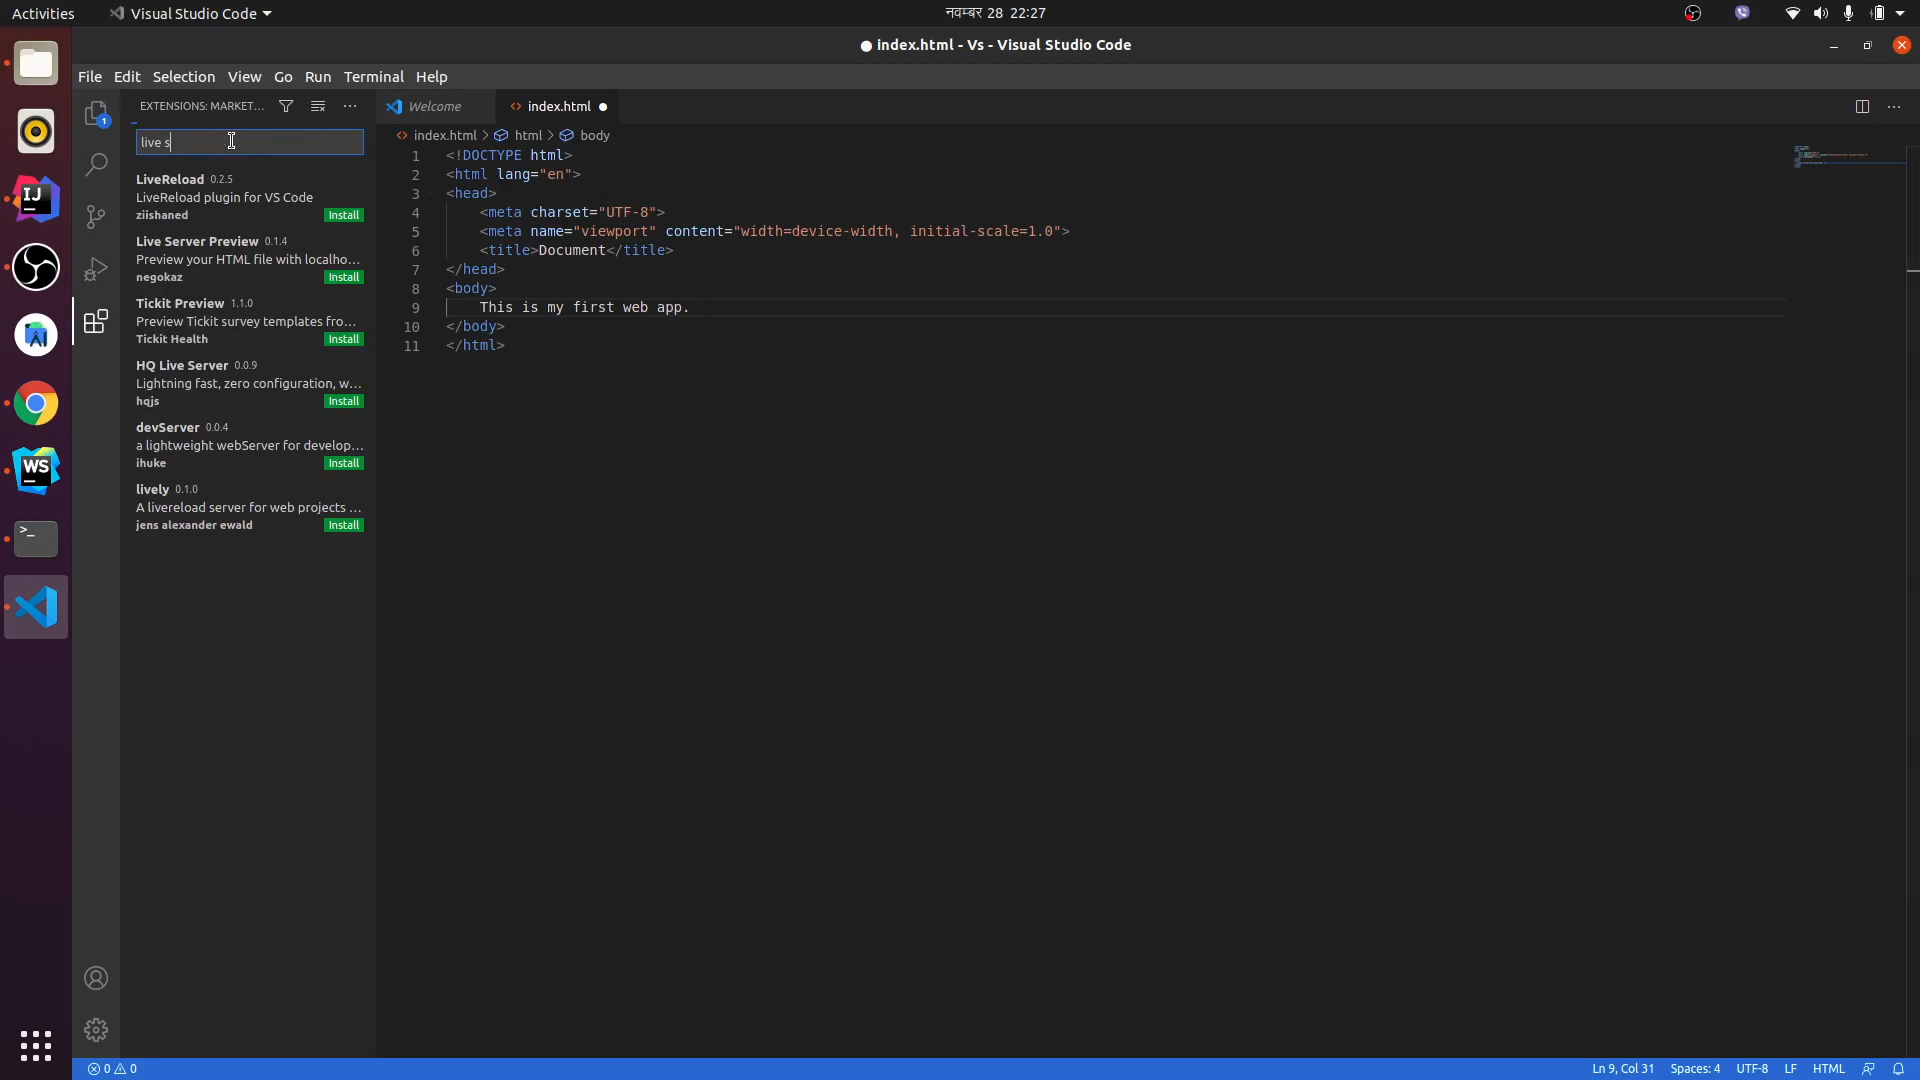 Activities
Visual Studio Code
नवम्बर 28 22:27
● index.html - Vs - Visual Studio Code
File Edit Selection View Go Run Terminal Help
EXTENSIONS: MARKET...
Welcome
index.html
1
live s
index.html > html > body
LiveReload 0.2.5
LiveReload plugin for VS Code
ziishaned Install
Live Server Preview 0.1.4
Preview your HTML file with localho...
negokaz Install
Tickit Preview 1.1.0
Preview Tickit survey templates fro...
Tickit Health Install
HQ Live Server 0.0.9
Lightning fast, zero configuration, w...
hqjs Install
devServer 0.0.4
a lightweight webServer for develop...
ihuke Install
lively 0.1.0
A livereload server for web projects ...
jens alexander ewald Install
1 <!DOCTYPE html>
2 <html lang="en">
3 <head>
4 <meta charset="UTF-8">
5 <meta name="viewport" content="width=device-width, initial-scale=1.0">
6 <title>Document</title>
7 </head>
8 <body>
9 This is my first web app.
10 </body>
11 </html>
IJ
AI
WS
>_
0 0
Ln 9, Col 31 Spaces: 4 UTF-8 LF HTML